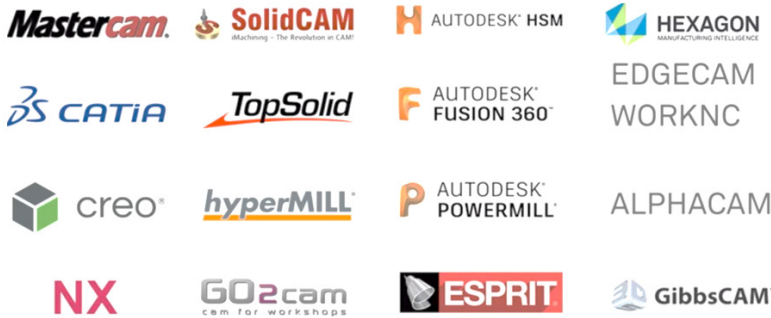 Mastercam.
SolidCAM
iMachining – The Revolution in CAM!
AUTODESK® HSM
HEXAGON
MANUFACTURING INTELLIGENCE
EDGECAM
WORKNC
CATIA
TopSolid
AUTODESK®
FUSION 360™
creo®
hyperMILL®
AUTODESK®
POWERMILL®
ALPHACAM
NX
GO2cam
cam for workshops
ESPRIT®
GibbsCAM